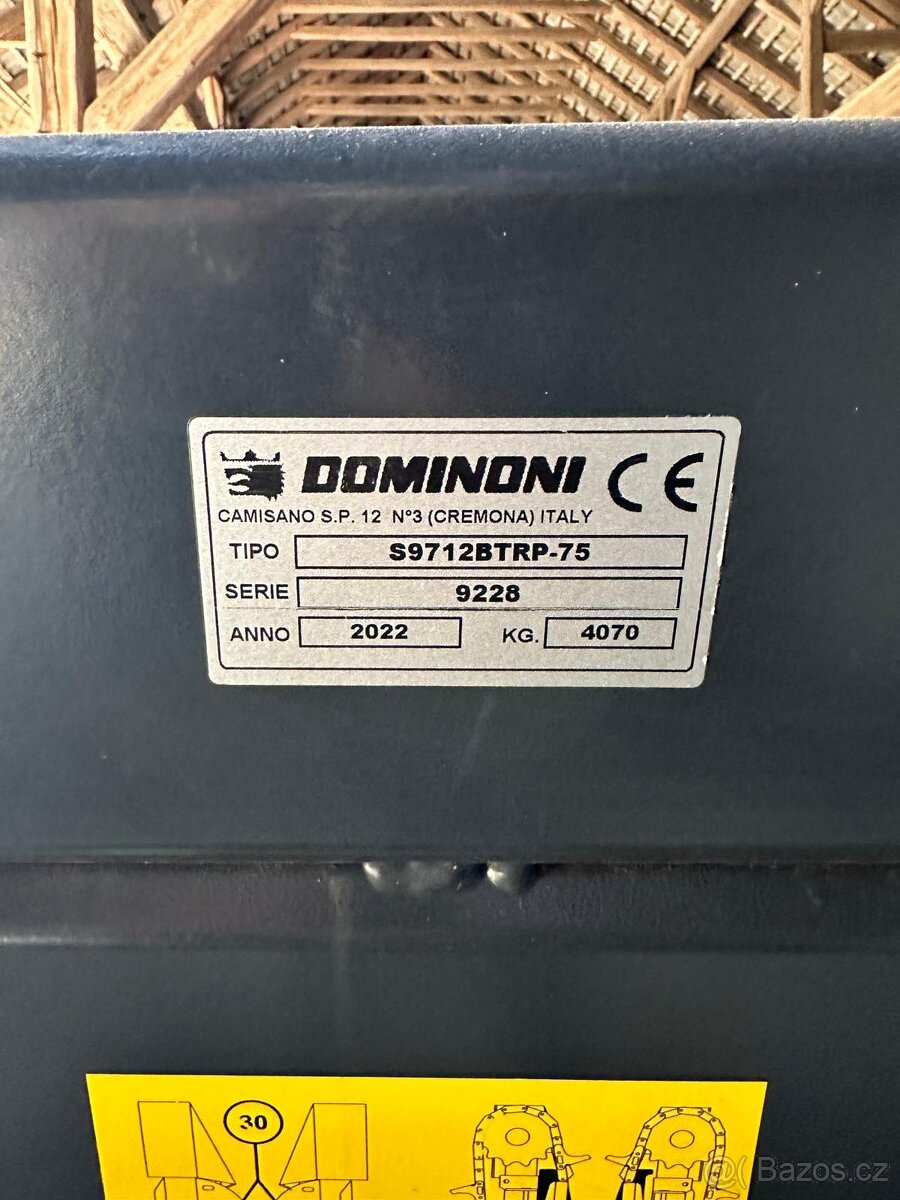 DOMINONI CE
CAMISANO S.P. 12 N°3 (CREMONA) ITALY
TIPO S9712BTRP-75
SERIE 9228
ANNO 2022 KG. 4070
30
@ Bazos.cz